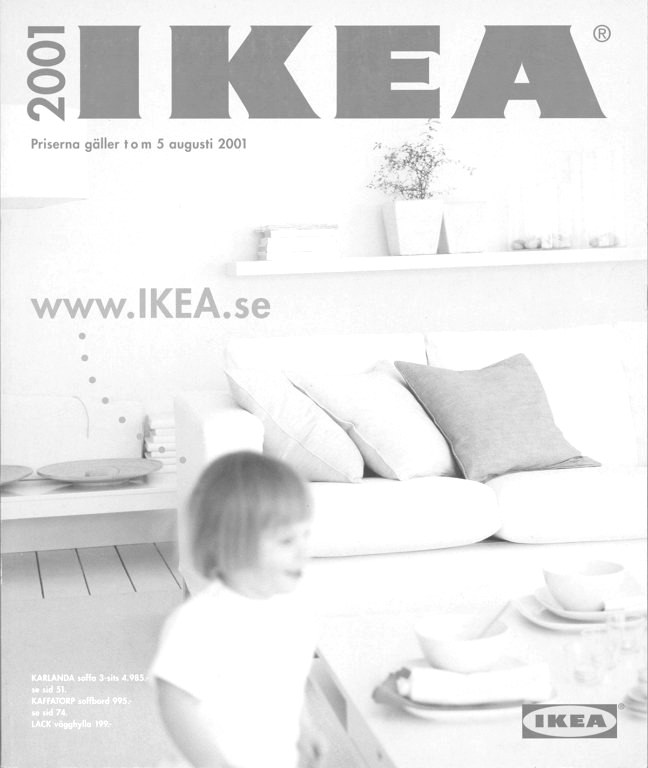 2001
IKEA®
Priserna gäller t o m 5 augusti 2001
www.IKEA.se
KARLANDA soffa 3-sits 4.985:-
se sid 51.
KAFFATORP soffbord 995:-
se sid 74.
LACK vägghylla 199:-
IKEA®